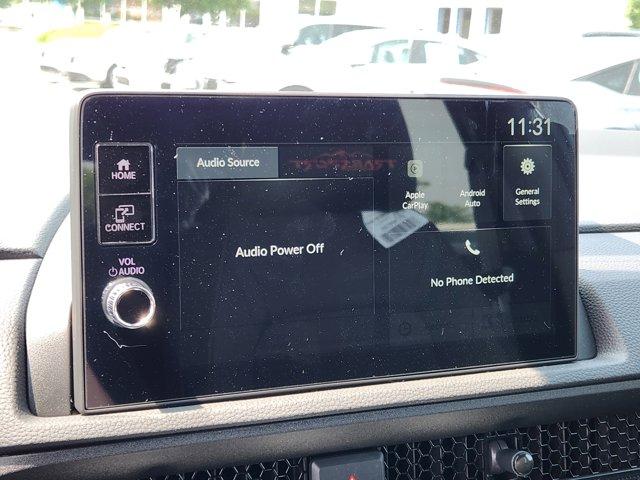 11:31
HOME
CONNECT
VOL
AUDIO
Audio Source
Audio Power Off
Apple
CarPlay
Android
Auto
General
Settings
No Phone Detected